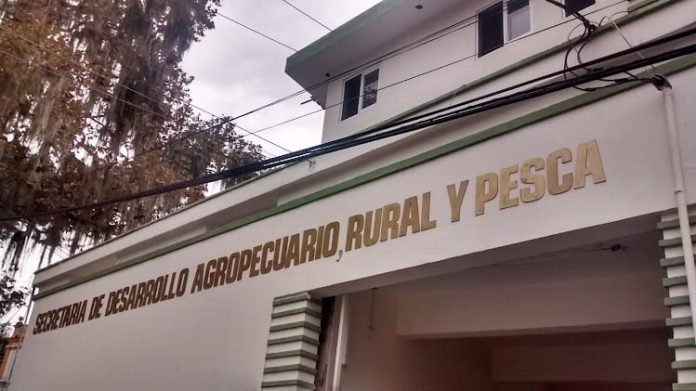 SECRETARIA DE DESARROLLO AGROPECUARIO, RURAL Y PESCA